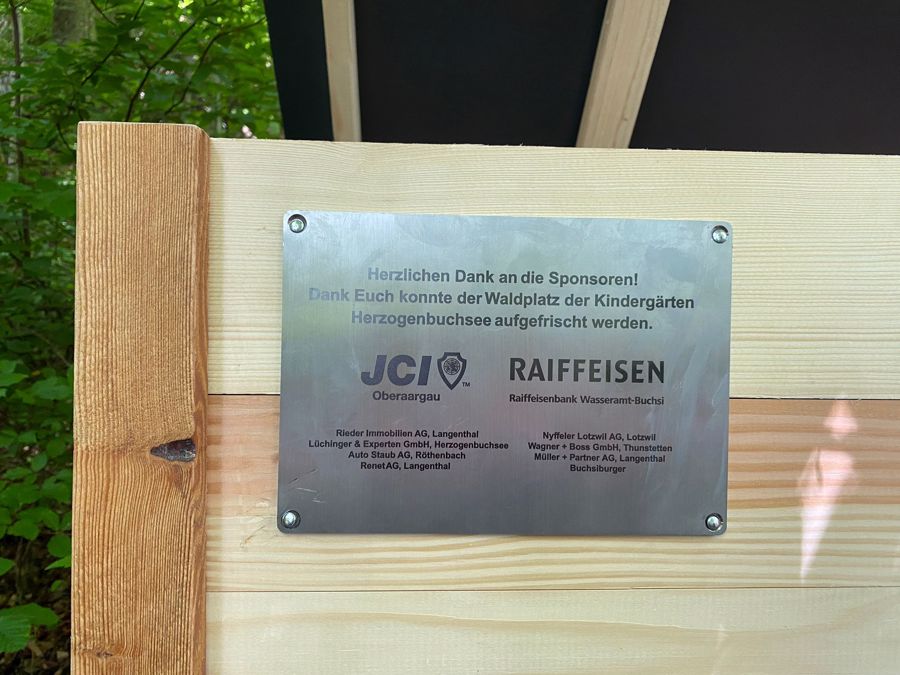 Herzlichen Dank an die Sponsoren!
Dank Euch konnte der Waldplatz der Kindergärten
Herzogenbuchsee aufgefrischt werden.
JCI TM
Oberaargau
RAIFFEISEN
Raiffeisenbank Wasseramt-Buchsi
Rieder Immobilien AG, Langenthal
Lüchinger & Experten GmbH, Herzogenbuchsee
Auto Staub AG, Röthenbach
Renet AG, Langenthal
Nyffeler Lotzwil AG, Lotzwil
Wagner + Boss GmbH, Thunstetten
Müller + Partner AG, Langenthal
Buchsiburger